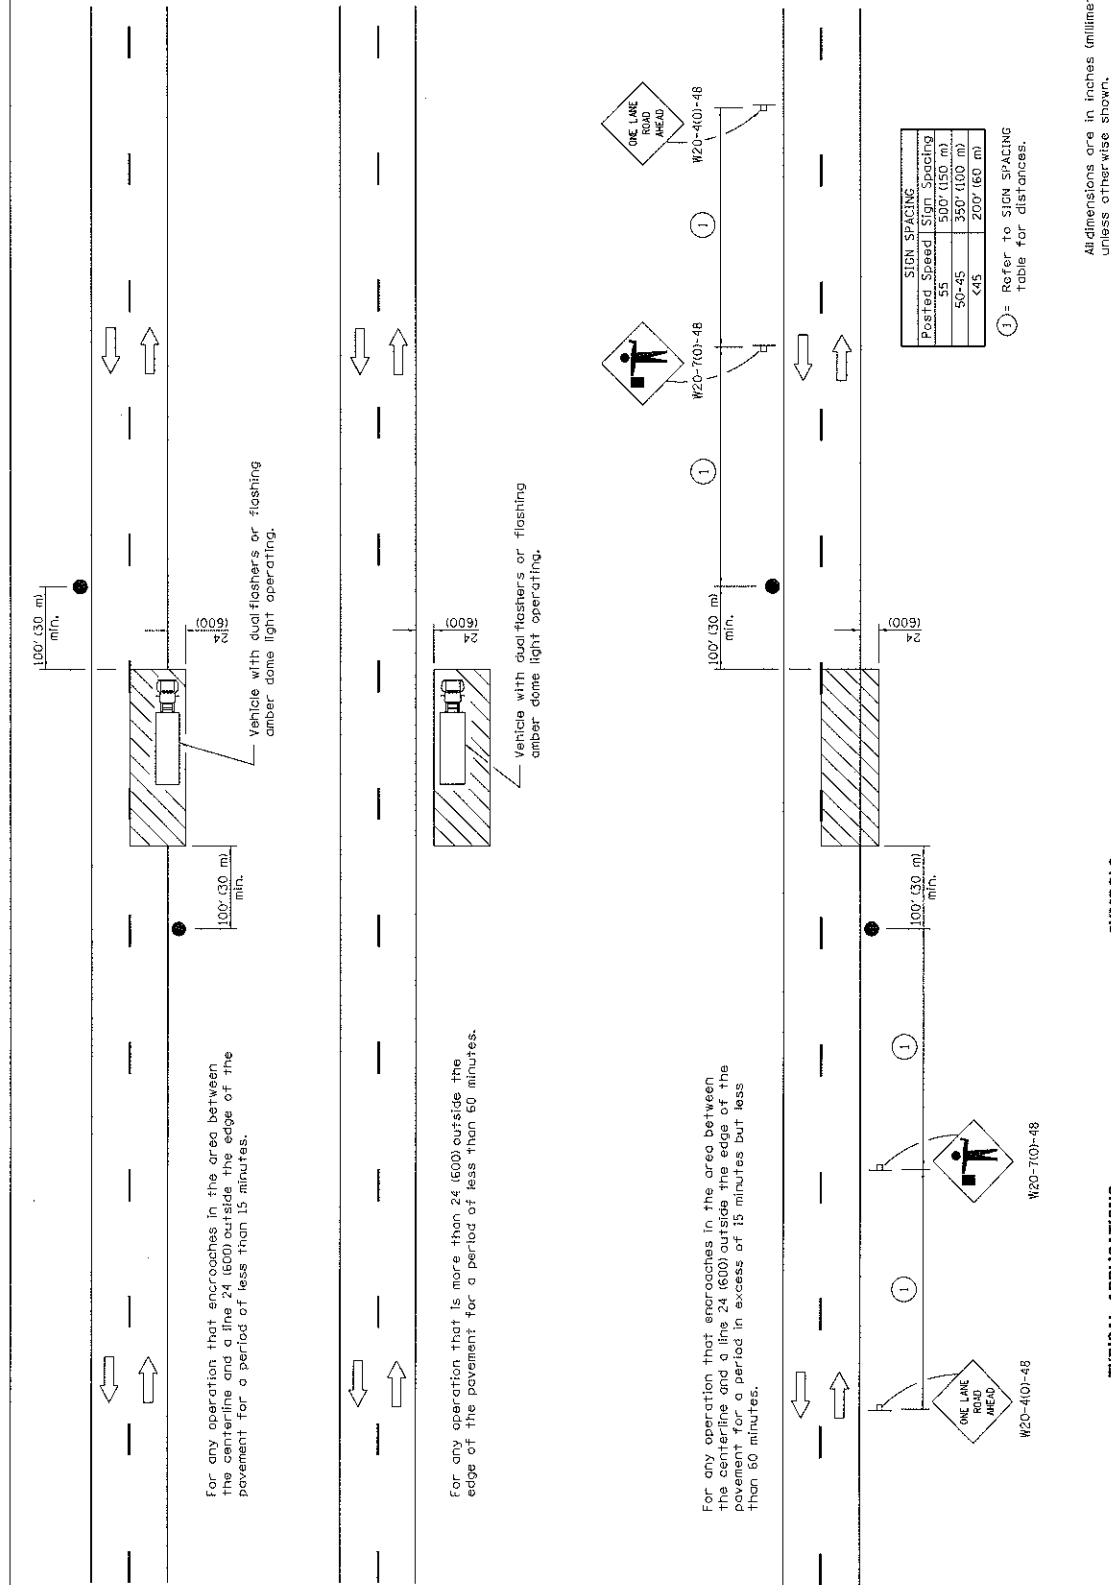 100' (30 m)
min.
24
(600)
100' (30 m)
min.
Vehicle with dual flashers or flashing
amber dome light operating.
For any operation that encroaches in the area between
the centerline and a line 24 (600) outside the edge of the
pavement for a period of less than 15 minutes.
24
(600)
Vehicle with dual flashers or flashing
amber dome light operating.
For any operation that is more than 24 (600) outside the
edge of the pavement for a period of less than 60 minutes.
ONE LANE
ROAD
AHEAD
W20-4(O)-48
W20-7(O)-48
1
1
100' (30 m)
min.
24
(600)
For any operation that encroaches in the area between
the centerline and a line 24 (600) outside the edge of the
pavement for a period in excess of 15 minutes but less
than 60 minutes.
100' (30 m)
min.
1
1
ONE LANE
ROAD
AHEAD
W20-4(O)-48
W20-7(O)-48
SIGN SPACING
Posted Speed Sign Spacing
55 500' (150 m)
50-45 350' (100 m)
<45 200' (60 m)
1 = Refer to SIGN SPACING
table for distances.
All dimensions are in inches (millime
unless otherwise shown.